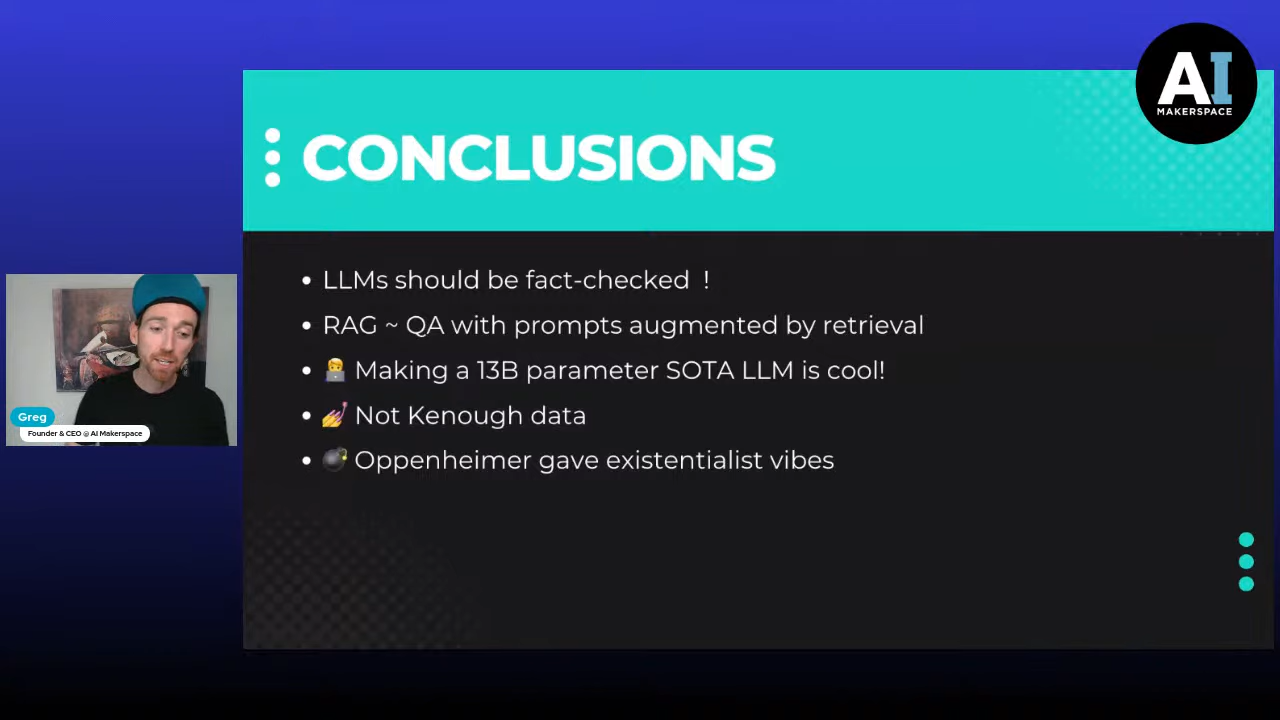 AI
MAKERSPACE
CONCLUSIONS
• LLMs should be fact-checked !
• RAG ~ QA with prompts augmented by retrieval
• 👨‍💻 Making a 13B parameter SOTA LLM is cool!
• 💅 Not Kenough data
• 💣 Oppenheimer gave existentialist vibes
Greg
Founder & CEO @ AI Makerspace